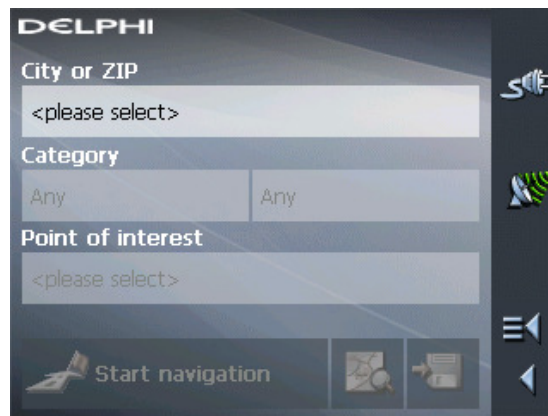 DELPHI
City or ZIP
<please select>
Category
Any Any
Point of interest
<please select>
Start navigation